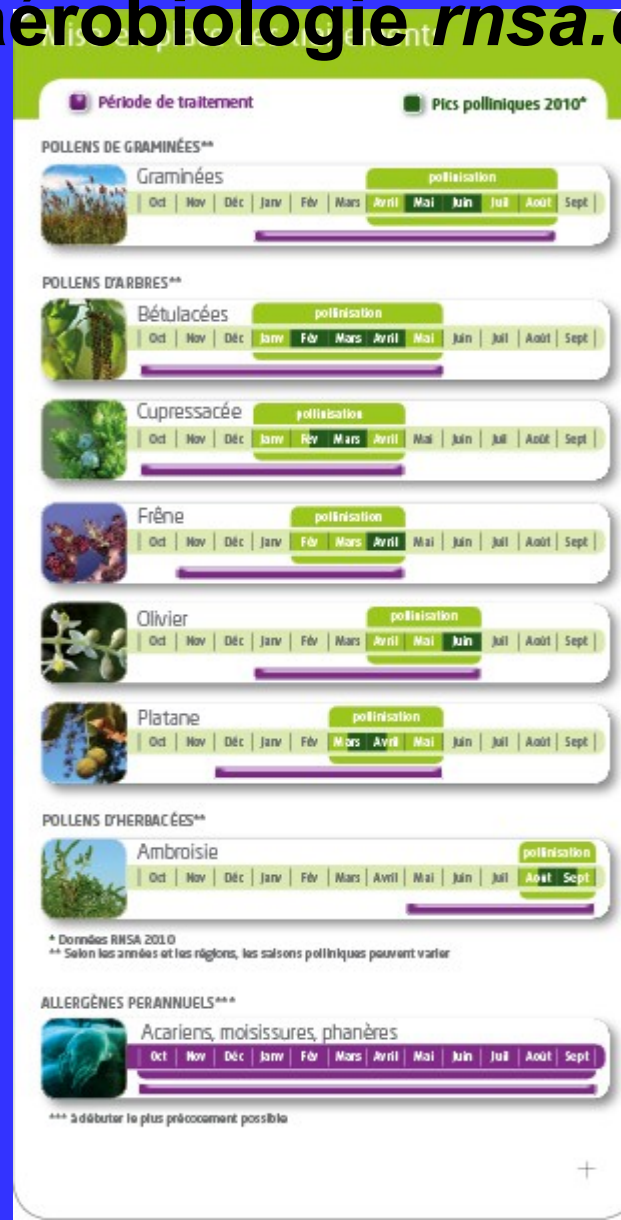 aérobiologie rnsa.
Mise en place des traitements
Période de traitement
Pics polliniques 2010*
POLLENS DE GRAMINÉES**
Graminées
pollinisation
Oct | Nov | Déc | Janv | Fév | Mars | Avril | Mai | Juin | Juil | Août | Sept
POLLENS D'ARBRES**
Bétulacées
pollinisation
Oct | Nov | Déc | Janv | Fév | Mars | Avril | Mai | Juin | Juil | Août | Sept
Cupressacée
pollinisation
Oct | Nov | Déc | Janv | Fév | Mars | Avril | Mai | Juin | Juil | Août | Sept
Frêne
pollinisation
Oct | Nov | Déc | Janv | Fév | Mars | Avril | Mai | Juin | Juil | Août | Sept
Olivier
pollinisation
Oct | Nov | Déc | Janv | Fév | Mars | Avril | Mai | Juin | Juil | Août | Sept
Platane
pollinisation
Oct | Nov | Déc | Janv | Fév | Mars | Avril | Mai | Juin | Juil | Août | Sept
POLLENS D'HERBACÉES**
Ambroisie
pollinisation
Oct | Nov | Déc | Janv | Fév | Mars | Avril | Mai | Juin | Juil | Août | Sept
* Données RNSA 2010
** Selon les années et les régions, les saisons polliniques peuvent varier
ALLERGÈNES PERANNUELS***
Acariens, moisissures, phanères
Oct | Nov | Déc | Janv | Fév | Mars | Avril | Mai | Juin | Juil | Août | Sept
*** à débuter le plus précocement possible